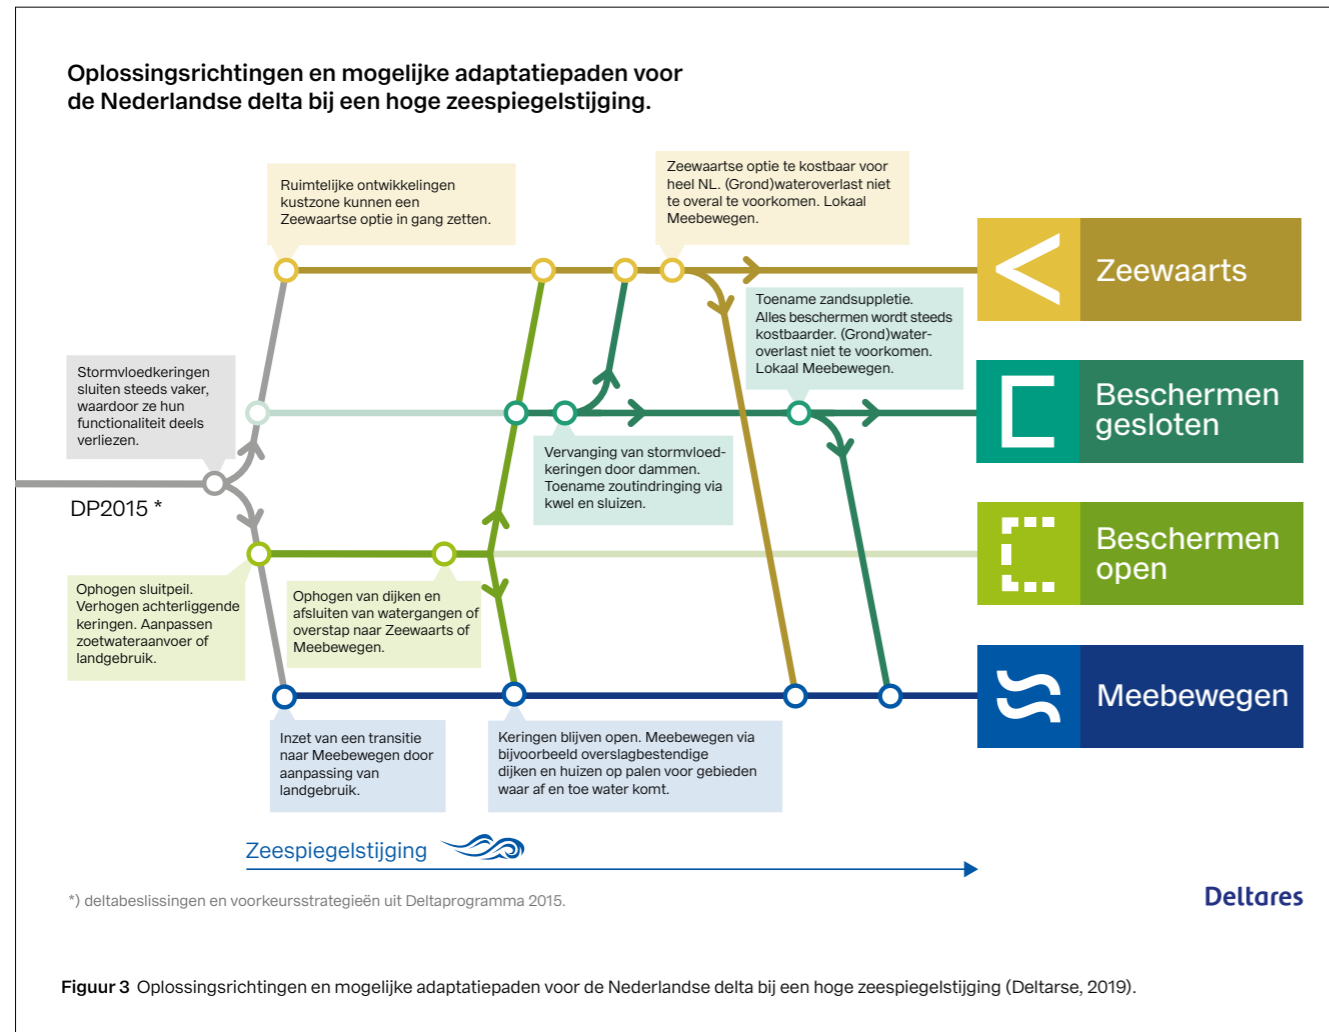 Oplossingsrichtingen en mogelijke adaptatiepaden voor
de Nederlandse delta bij een hoge zeespiegelstijging.
Ruimtelijke ontwikkelingen
kustzone kunnen een
Zeewaartse optie in gang zetten.
Zeewaartse optie te kostbaar voor
heel NL. (Grond)wateroverlast niet
te overal te voorkomen. Lokaal
Meebewegen.
Zeewaarts
Toename zandsuppletie.
Alles beschermen wordt steeds
kostbaarder. (Grond)water-
overlast niet te voorkomen.
Lokaal Meebewegen.
Stormvloedkeringen
sluiten steeds vaker,
waardoor ze hun
functionaliteit deels
verliezen.
Beschermen
gesloten
Vervanging van stormvloed-
keringen door dammen.
Toename zoutindringing via
kwel en sluizen.
DP2015 *
Beschermen
open
Ophogen sluitpeil.
Verhogen achterliggende
keringen. Aanpassen
zoetwateraanvoer of
landgebruik.
Ophogen van dijken en
afsluiten van watergangen of
overstap naar Zeewaarts of
Meebewegen.
Meebewegen
Inzet van een transitie
naar Meebewegen door
aanpassing van
landgebruik.
Keringen blijven open. Meebewegen via
bijvoorbeeld overslagbestendige
dijken en huizen op palen voor gebieden
waar af en toe water komt.
Zeespiegelstijging
*) deltabeslissingen en voorkeursstrategieën uit Deltaprogramma 2015.
Deltares
Figuur 3 Oplossingsrichtingen en mogelijke adaptatiepaden voor de Nederlandse delta bij een hoge zeespiegelstijging (Deltarse, 2019).